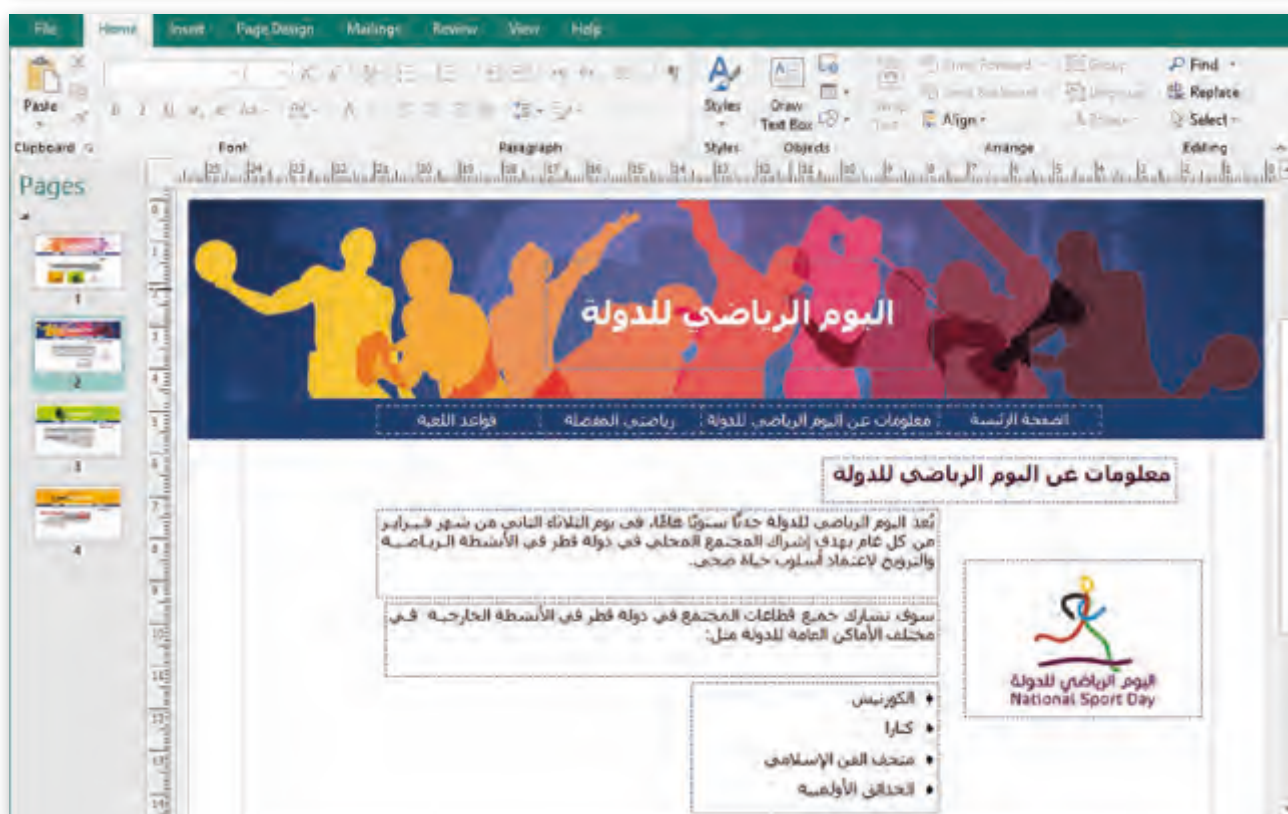 File Home Insert Page Design Mailings Review View Help
Paste
Styles
Draw
Text Box
Align
Find
Replace
Select
Clipboard Font Paragraph Styles Objects Arrange Editing
Pages
1
2
3
4
اليوم الرياضي للدولة
الصفحة الرئيسة معلومات عن اليوم الرياضي للدولة رياضتي المفضلة قواعد اللعبة
معلومات عن اليوم الرياضي للدولة
يُعد اليوم الرياضي للدولة حدثًا سنويًا هامًا، في يوم الثلاثاء الثاني من شهر فبراير
من كل عام بهدف إشراك المجتمع المحلي في دولة قطر في الأنشطة الرياضية
والترويج لاعتماد أسلوب حياة صحي.
سوف تشارك جميع قطاعات المجتمع في دولة قطر في الأنشطة الخارجية في
مختلف الأماكن العامة للدولة مثل:
♦ الكورنيش
♦ كتارا
♦ متحف الفن الإسلامي
♦ الحدائق الأولمبية
اليوم الرياضي للدولة
National Sport Day